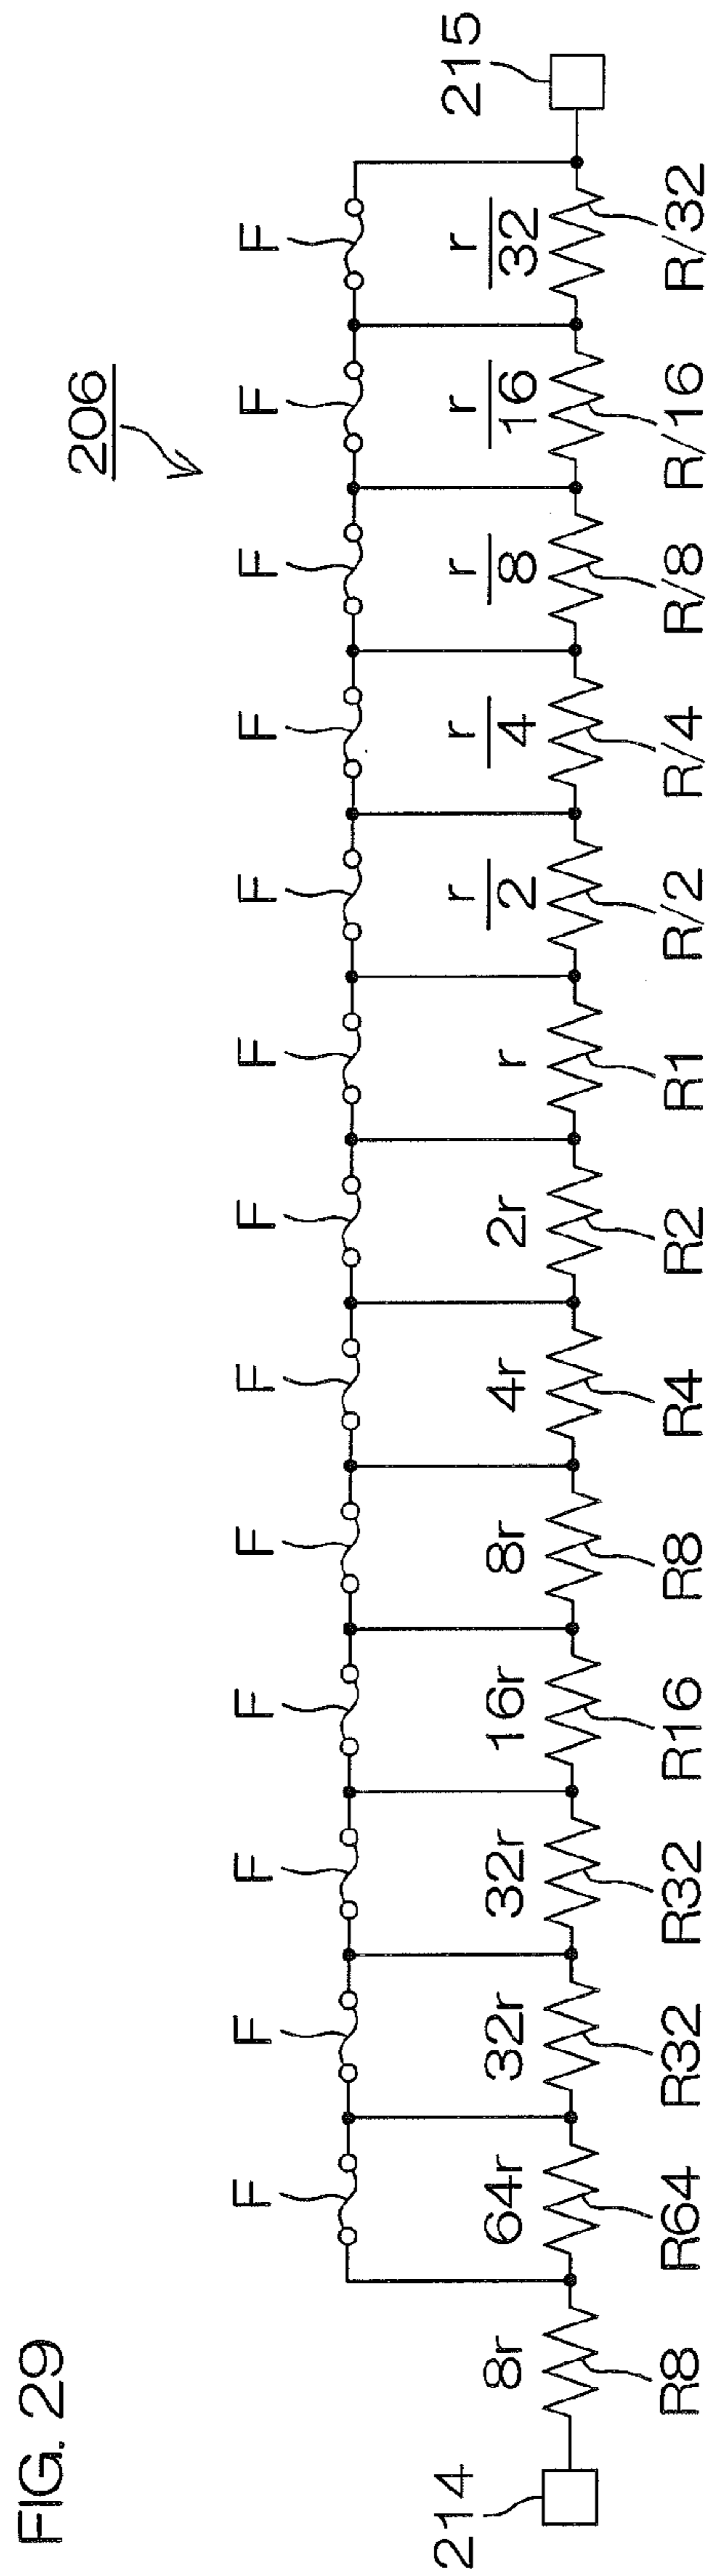 FIG. 29
206
F F F F F F F F F F F F F
214
215
8r 64r 32r 32r 16r 8r 4r 2r r r/2 r/4 r/8 r/16 r/32
R8 R64 R32 R32 R16 R8 R4 R2 R1 R/2 R/4 R/8 R/16 R/32